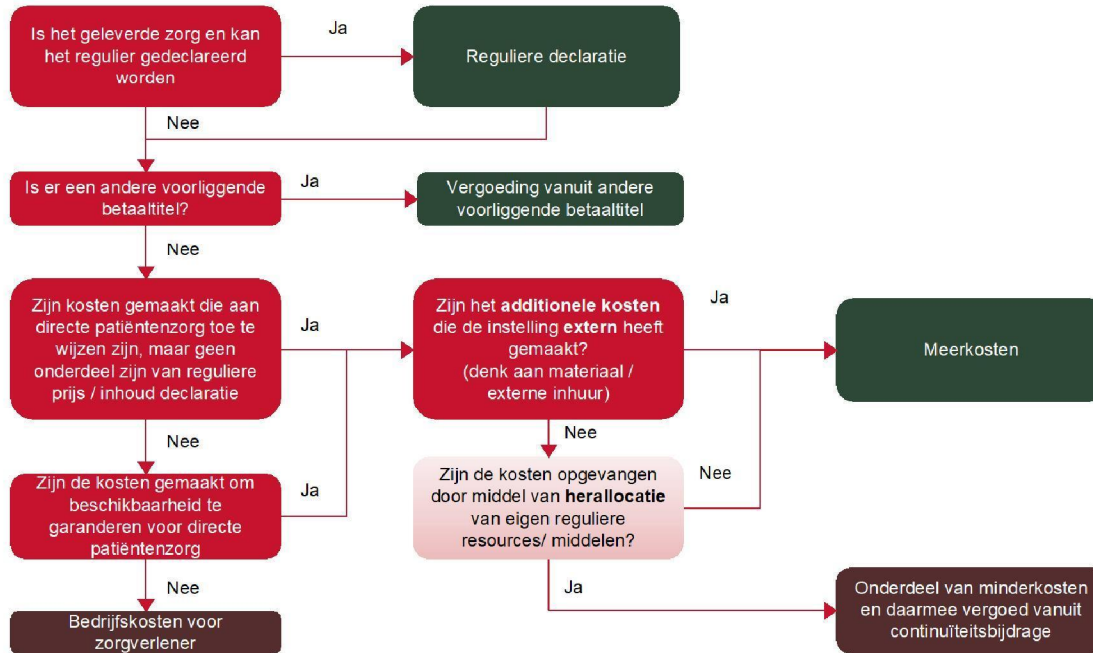 Is het geleverde zorg en kan
het regulier gedeclareerd
worden
Ja
Reguliere declaratie
Nee
Is er een andere voorliggende
betaaltitel?
Ja
Vergoeding vanuit andere
voorliggende betaaltitel
Nee
Zijn kosten gemaakt die aan
directe patiëntenzorg toe te
wijzen zijn, maar geen
onderdeel zijn van reguliere
prijs / inhoud declaratie
Ja
Zijn het additionele kosten
die de instelling extern heeft
gemaakt?
(denk aan materiaal /
externe inhuur)
Ja
Meerkosten
Nee
Nee
Zijn de kosten gemaakt om
beschikbaarheid te
garanderen voor directe
patiëntenzorg
Ja
Zijn de kosten opgevangen
door middel van herallocatie
van eigen reguliere
resources/ middelen?
Nee
Nee
Ja
Bedrijfskosten voor
zorgverlener
Onderdeel van minderkosten
en daarmee vergoed vanuit
continuïteitsbijdrage